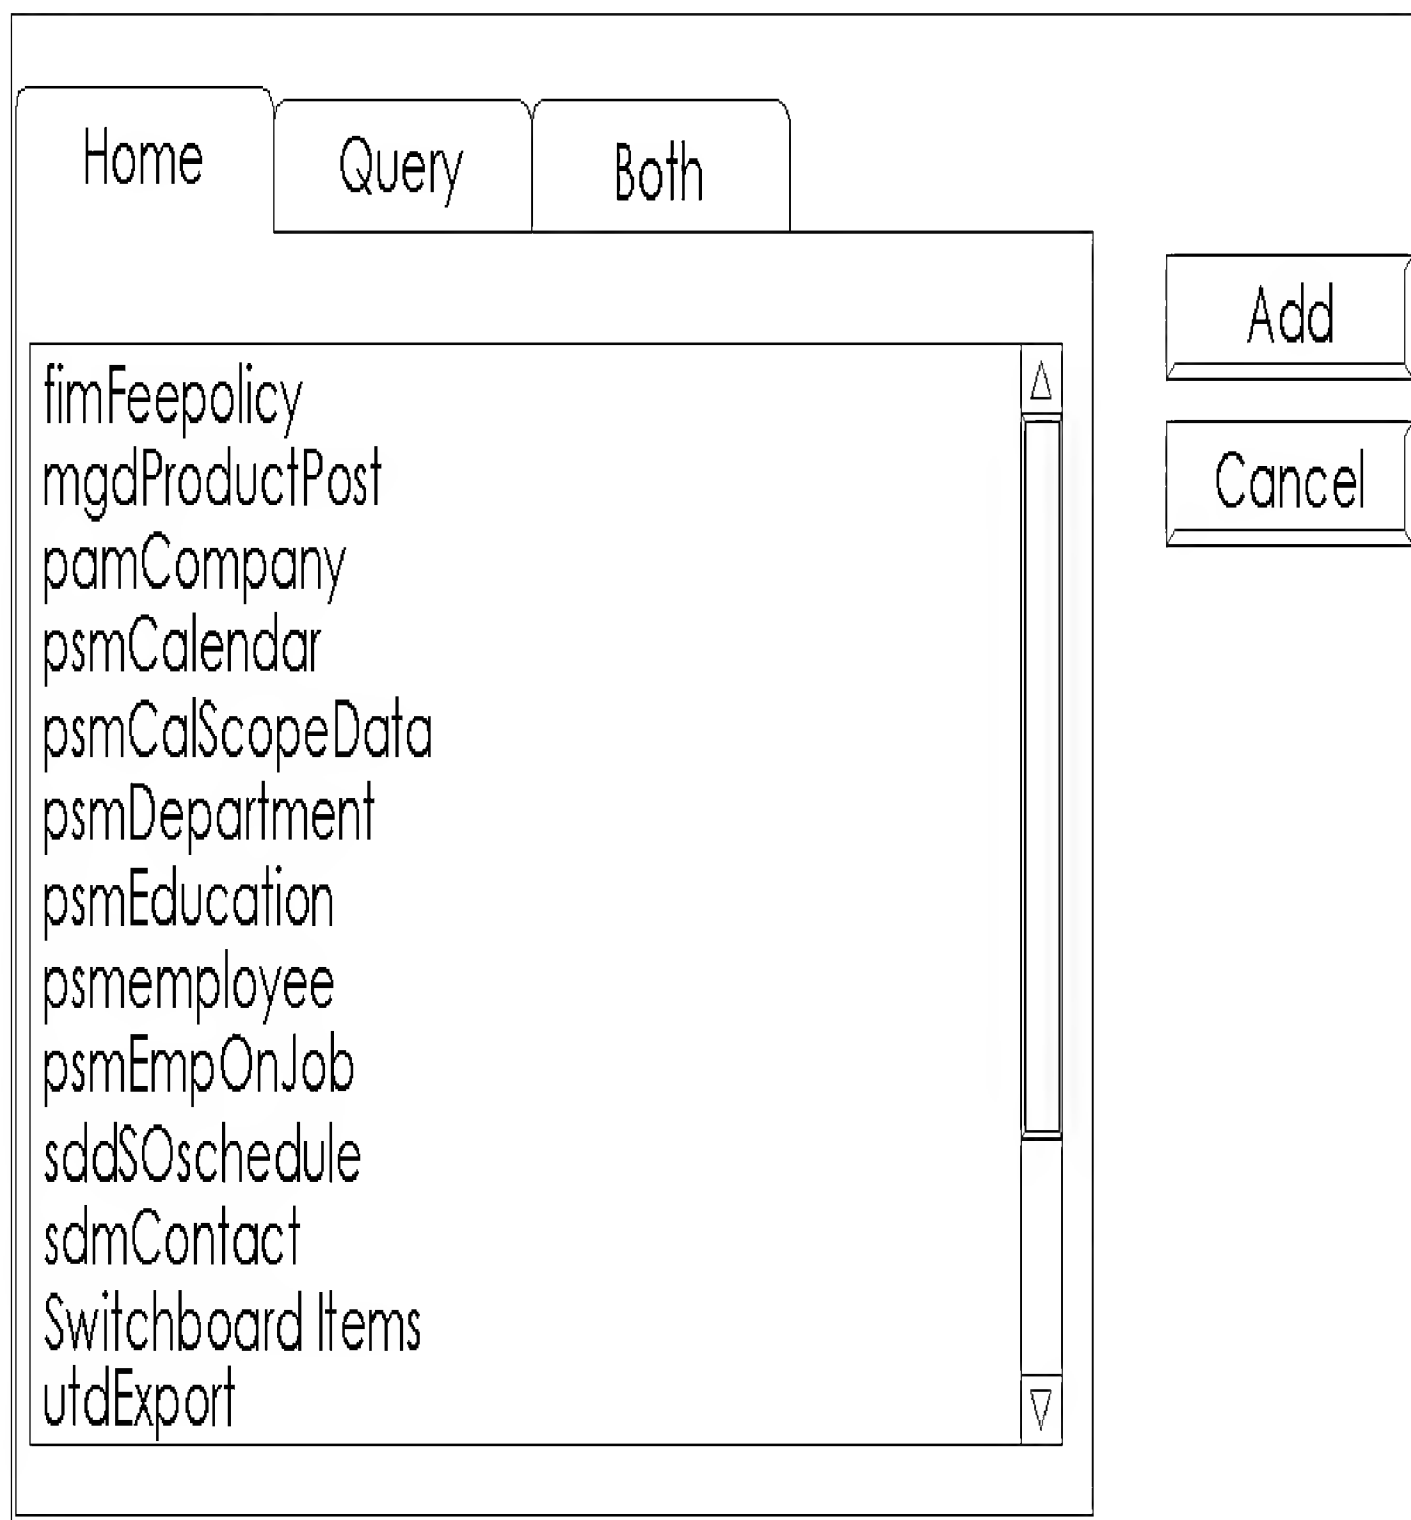 Home Query Both
Add
Cancel
fimFeepolicy
mgdProductPost
pamCompany
psmCalendar
psmCalScopeData
psmDepartment
psmEducation
psmemployee
psmEmpOnJob
sddSOschedule
sdmContact
Switchboard Items
utdExport